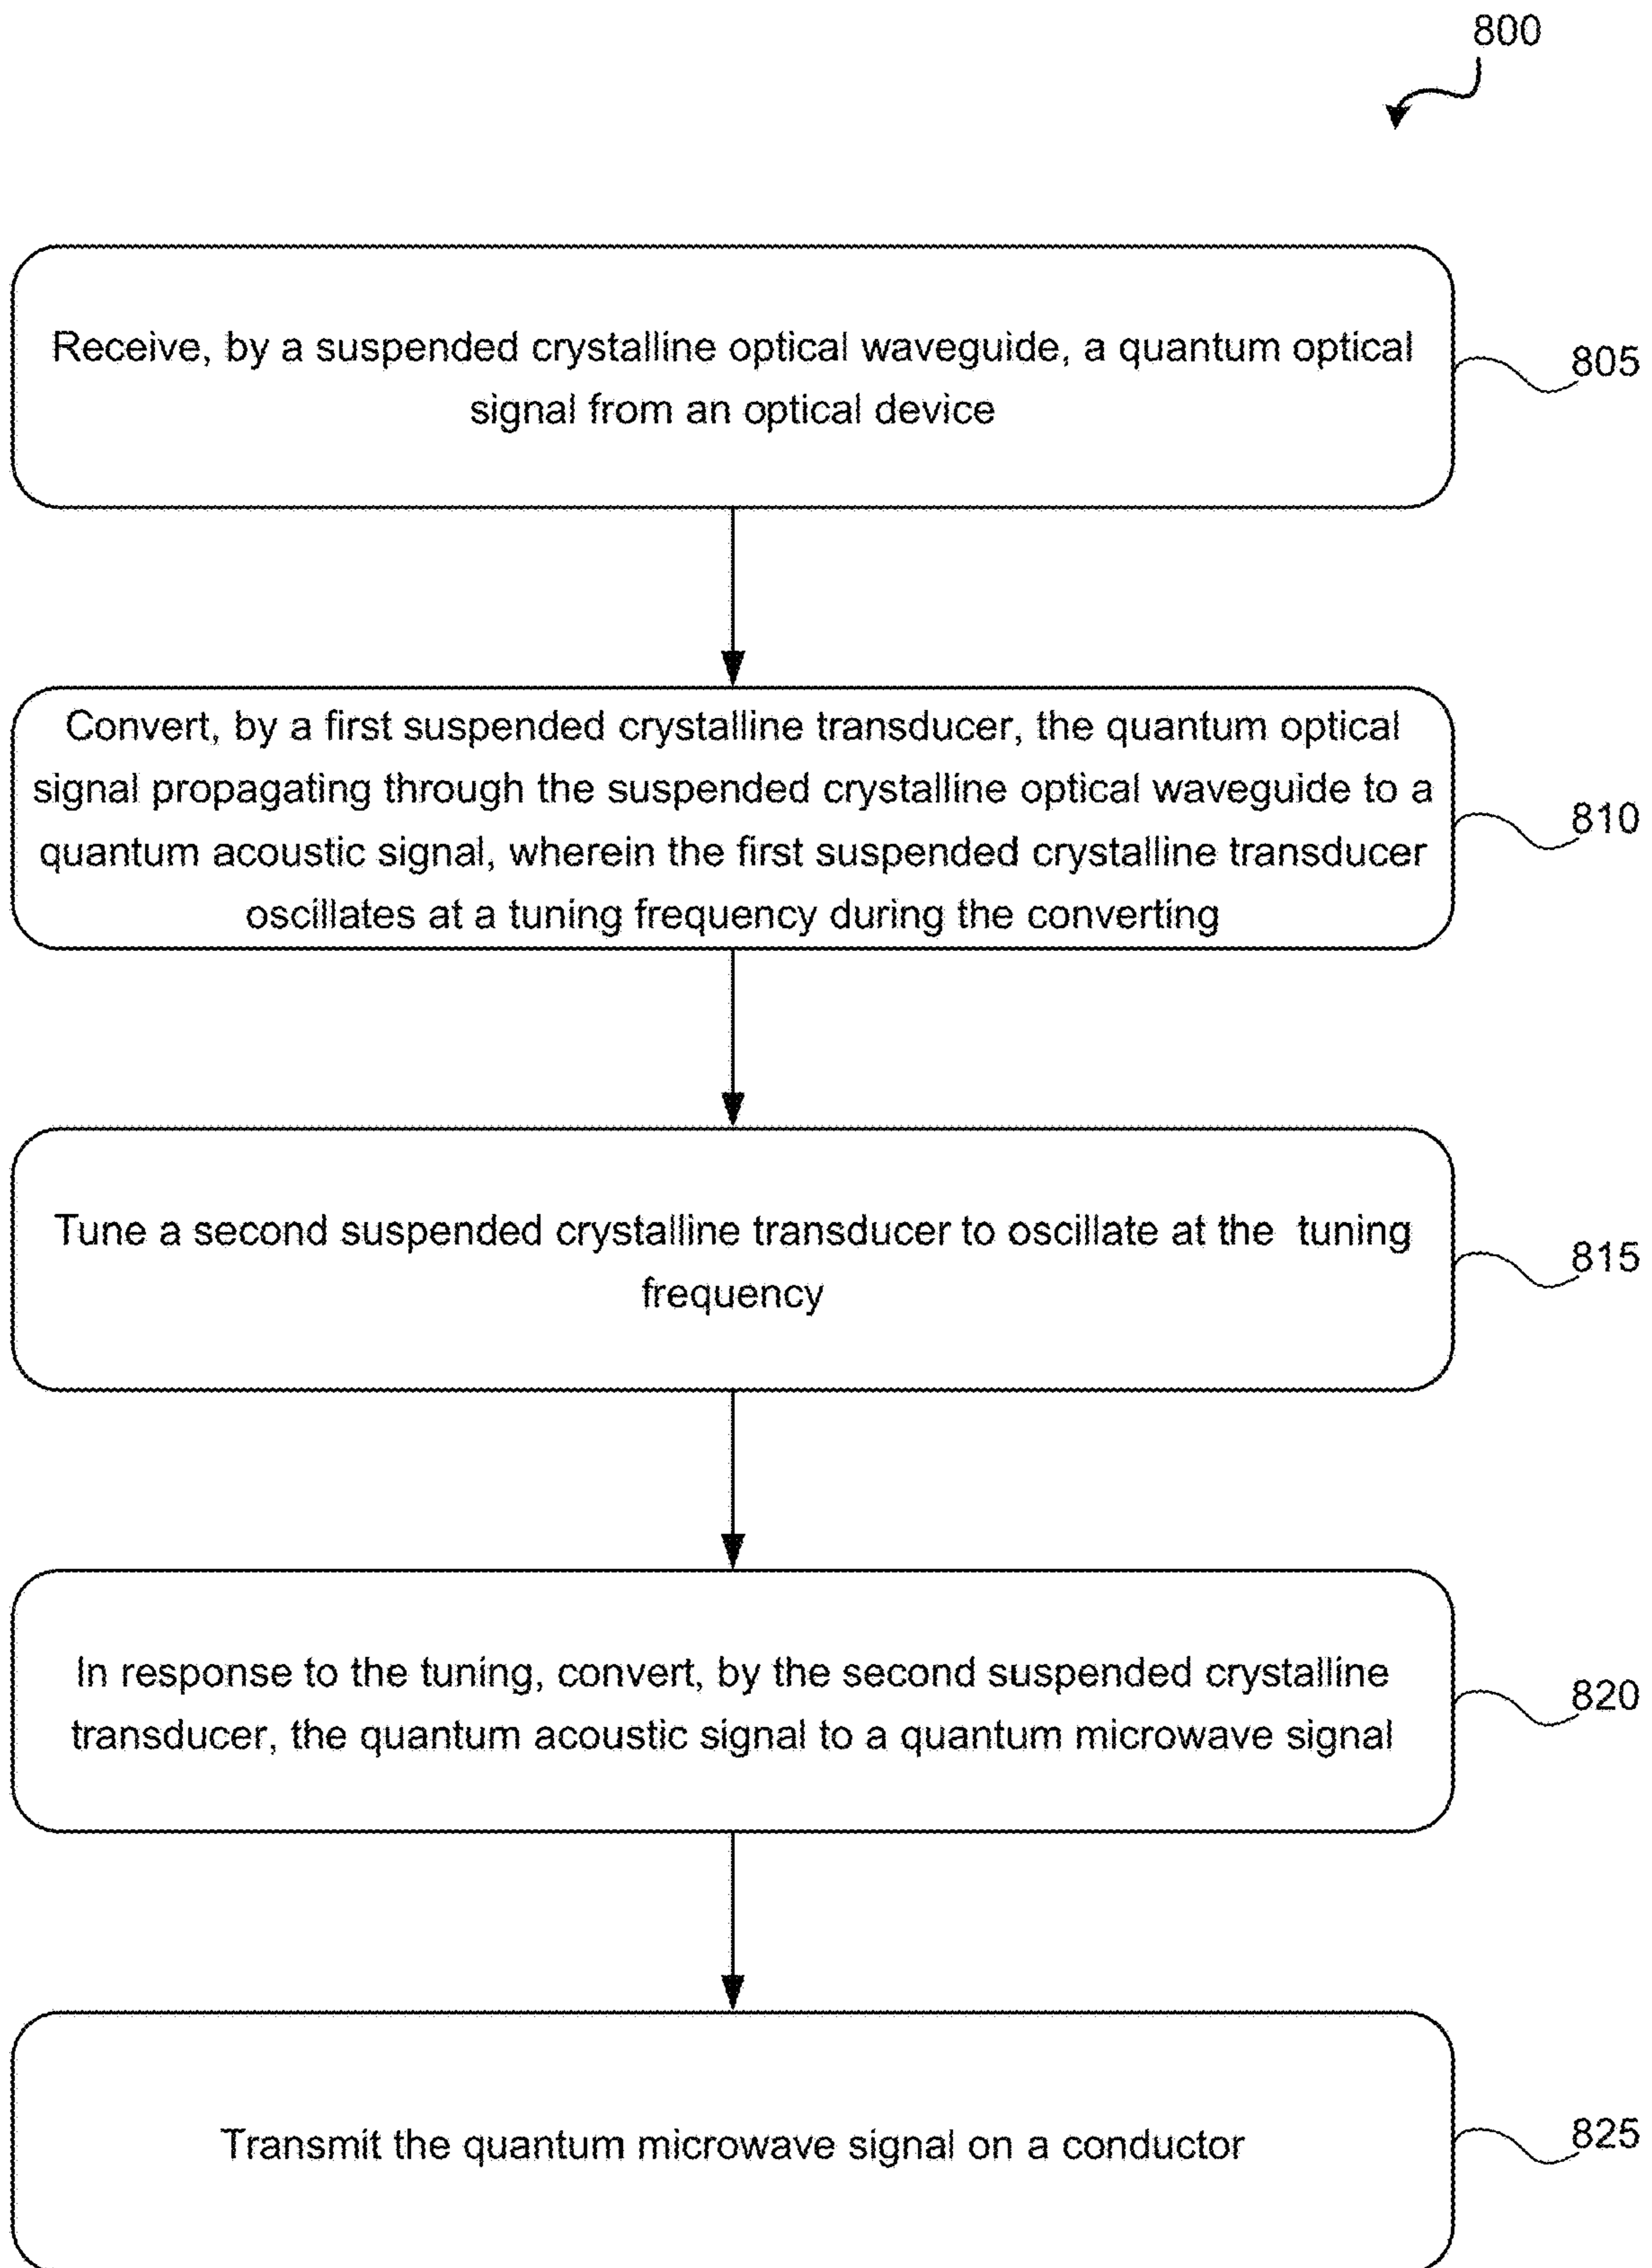 800
Receive, by a suspended crystalline optical waveguide, a quantum optical
signal from an optical device
805
Convert, by a first suspended crystalline transducer, the quantum optical
signal propagating through the suspended crystalline optical waveguide to a
quantum acoustic signal, wherein the first suspended crystalline transducer
oscillates at a tuning frequency during the converting
810
Tune a second suspended crystalline transducer to oscillate at the  tuning
frequency
815
In response to the tuning, convert, by the second suspended crystalline
transducer, the quantum acoustic signal to a quantum microwave signal
820
Transmit the quantum microwave signal on a conductor
825